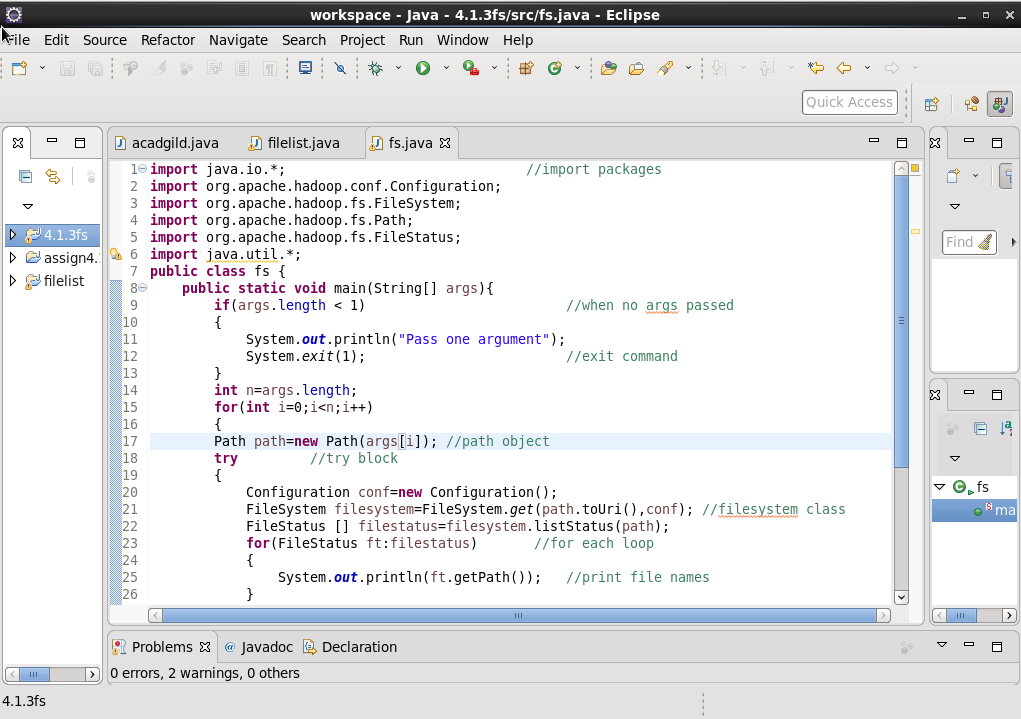 workspace - Java - 4.1.3fs/src/fs.java - Eclipse
File Edit Source Refactor Navigate Search Project Run Window Help
Quick Access
acadgild.java filelist.java fs.java
4.1.3fs
assign4.
filelist
1 import java.io.*; //import packages
2 import org.apache.hadoop.conf.Configuration;
3 import org.apache.hadoop.fs.FileSystem;
4 import org.apache.hadoop.fs.Path;
5 import org.apache.hadoop.fs.FileStatus;
6 import java.util.*;
7 public class fs {
8 public static void main(String[] args){
9 if(args.length < 1) //when no args passed
10 {
11 System.out.println("Pass one argument");
12 System.exit(1); //exit command
13 }
14 int n=args.length;
15 for(int i=0;i<n;i++)
16 {
17 Path path=new Path(args[i]); //path object
18 try //try block
19 {
20 Configuration conf=new Configuration();
21 FileSystem filesystem=FileSystem.get(path.toUri(),conf); //filesystem class
22 FileStatus [] filestatus=filesystem.listStatus(path);
23 for(FileStatus ft:filestatus) //for each loop
24 {
25 System.out.println(ft.getPath()); //print file names
26 }
Find
fs
ma
Problems @ Javadoc Declaration
0 errors, 2 warnings, 0 others
4.1.3fs